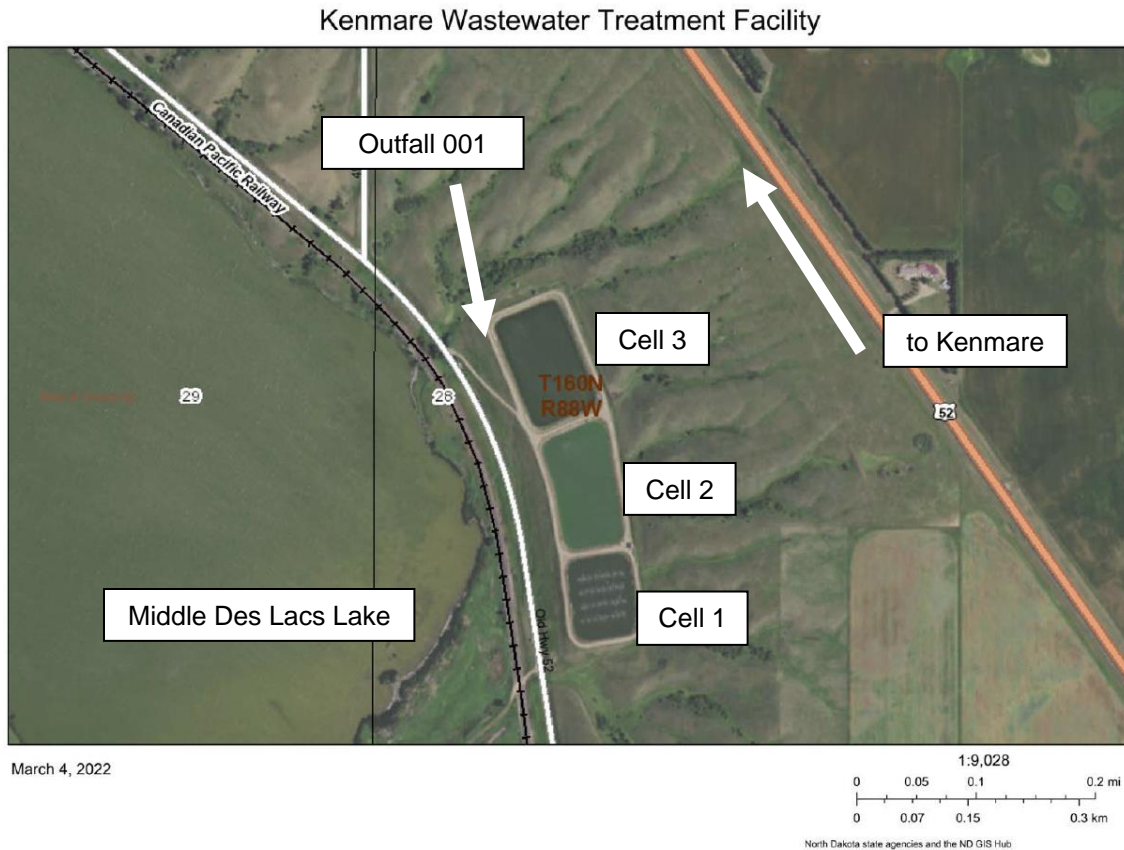 Kenmare Wastewater Treatment Facility
Canadian Pacific Railway
Outfall 001
Cell 3
to Kenmare
T160N
R88W
29
28
52
Cell 2
Middle Des Lacs Lake
Cell 1
Old Hwy 52
March 4, 2022
1:9,028
0 0.05 0.1 0.2 mi
0 0.07 0.15 0.3 km
North Dakota state agencies and the ND GIS Hub